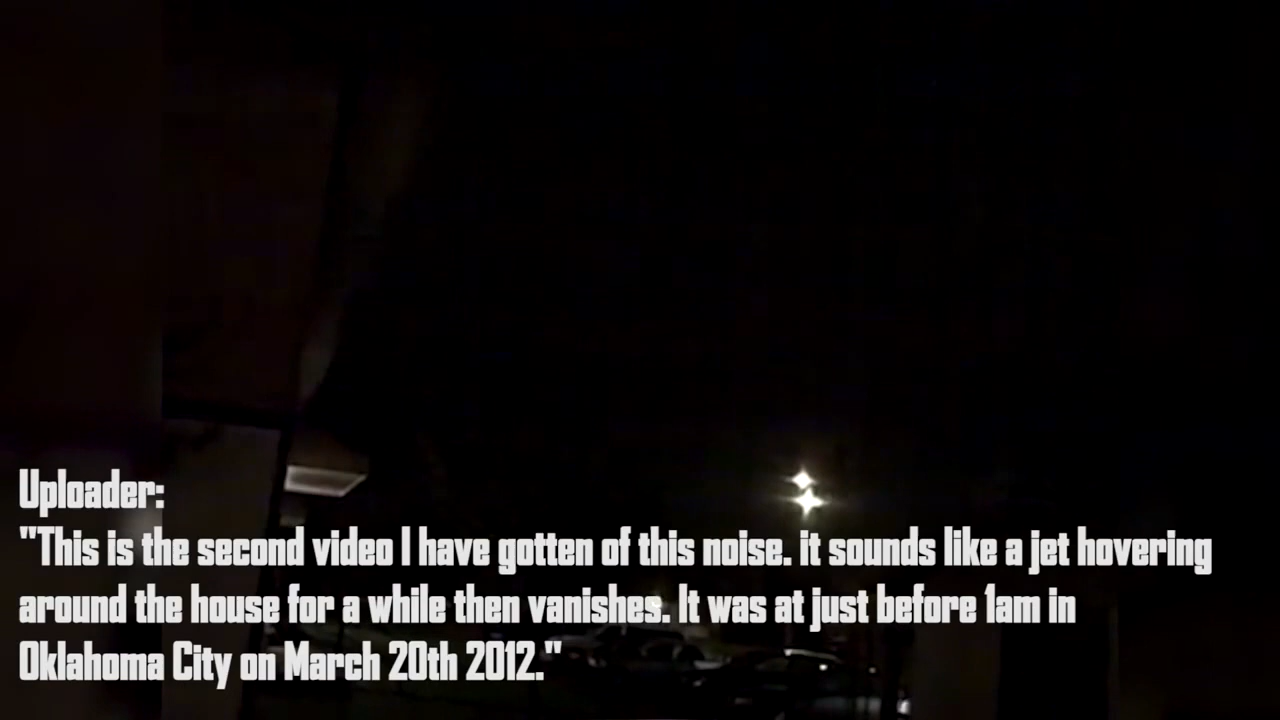 Uploader:
"This is the second video I have gotten of this noise. it sounds like a jet hovering
around the house for a while then vanishes. It was at just before 1am in
Oklahoma City on March 20th 2012."